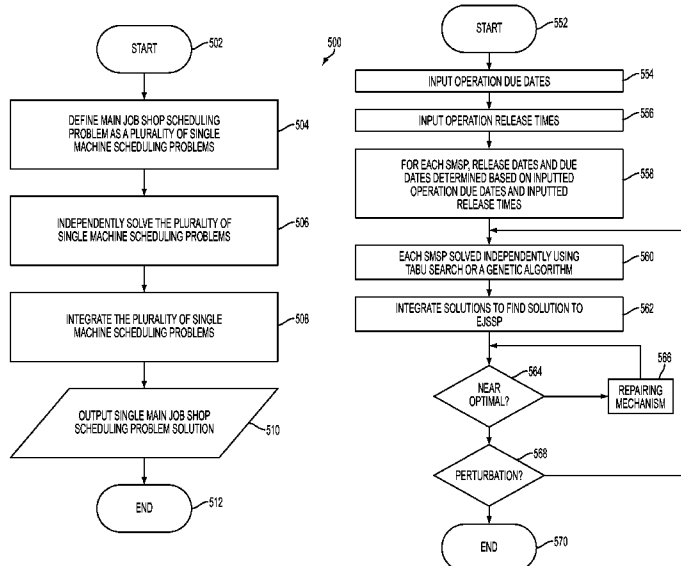 START
502
500
DEFINE MAIN JOB SHOP SCHEDULING
PROBLEM AS A PLURALITY OF SINGLE
MACHINE SCHEDULING PROBLEMS
504
INDEPENDENTLY SOLVE THE PLURALITY OF
SINGLE MACHINE SCHEDULING PROBLEMS
506
INTEGRATE THE PLURALITY OF SINGLE
MACHINE SCHEDULING PROBLEMS
508
OUTPUT SINGLE MAIN JOB SHOP
SCHEDULING PROBLEM SOLUTION
510
END
512
START
552
INPUT OPERATION DUE DATES
554
INPUT OPERATION RELEASE TIMES
556
FOR EACH SMSP, RELEASE DATES AND DUE
DATES DETERMINED BASED ON INPUTTED
OPERATION DUE DATES AND INPUTTED
RELEASE TIMES
558
EACH SMSP SOLVED INDEPENDENTLY USING
TABU SEARCH OR A GENETIC ALGORITHM
560
INTEGRATE SOLUTIONS TO FIND SOLUTION TO
EJSSP
562
NEAR
OPTIMAL?
564
REPAIRING
MECHANISM
566
PERTURBATION?
568
END
570